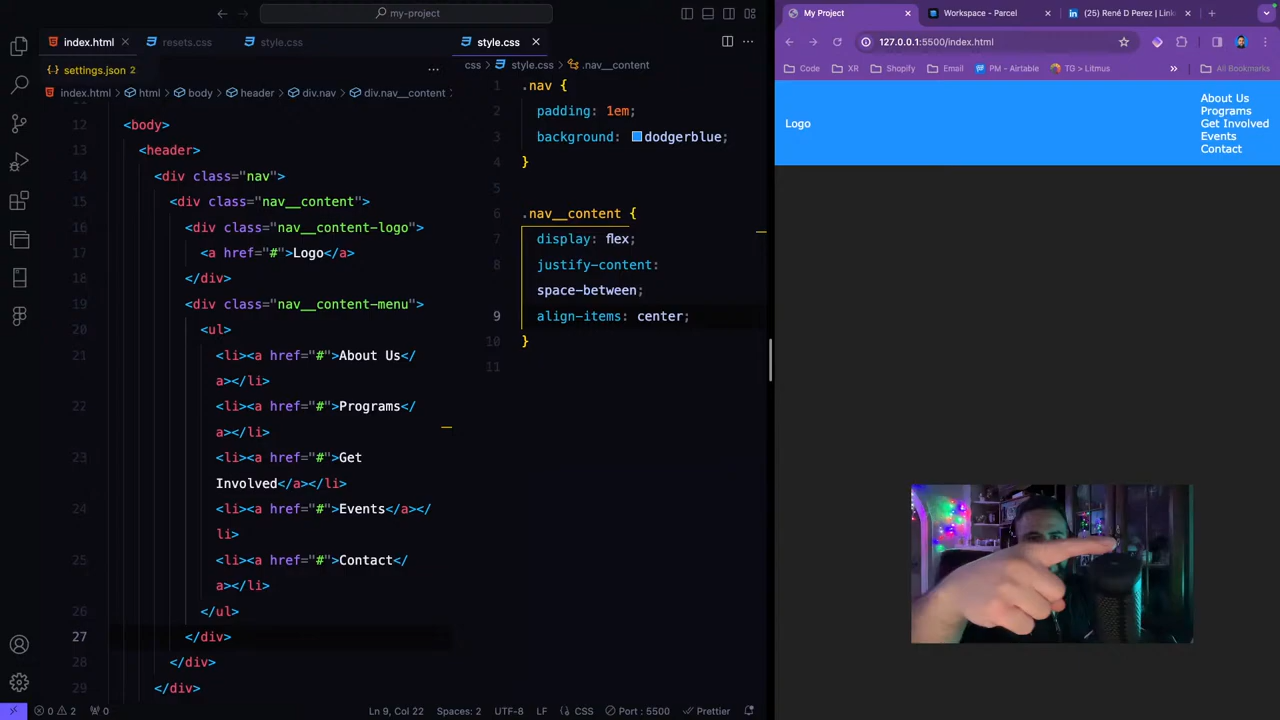 my-project
index.html
resets.css
style.css
settings.json 2
index.html > html > body > header > div.nav > div.nav__content >
12 <body>
13 <header>
14 <div class="nav">
15 <div class="nav__content">
16 <div class="nav__content-logo">
17 <a href="#">Logo</a>
18 </div>
19 <div class="nav__content-menu">
20 <ul>
21 <li><a href="#">About Us</
a></li>
22 <li><a href="#">Programs</
a></li>
23 <li><a href="#">Get
Involved</a></li>
24 <li><a href="#">Events</a></
li>
25 <li><a href="#">Contact</
a></li>
26 </ul>
27 </div>
28 </div>
29 </div>
style.css
css > style.css > .nav__content
1 .nav {
2 padding: 1em;
3 background: dodgerblue;
4 }
5
6 .nav__content {
7 display: flex;
8 justify-content:
space-between;
9 align-items: center;
10 }
11
0 2 0 Ln 9, Col 22 Spaces: 2 UTF-8 LF CSS Port : 5500 Prettier
My Project
Workspace - Parcel
(25) René D Perez | Link
127.0.0.1:5500/index.html
Code XR Shopify Email PM - Airtable TG > Litmus » All Bookmarks
Logo
About Us
Programs
Get Involved
Events
Contact